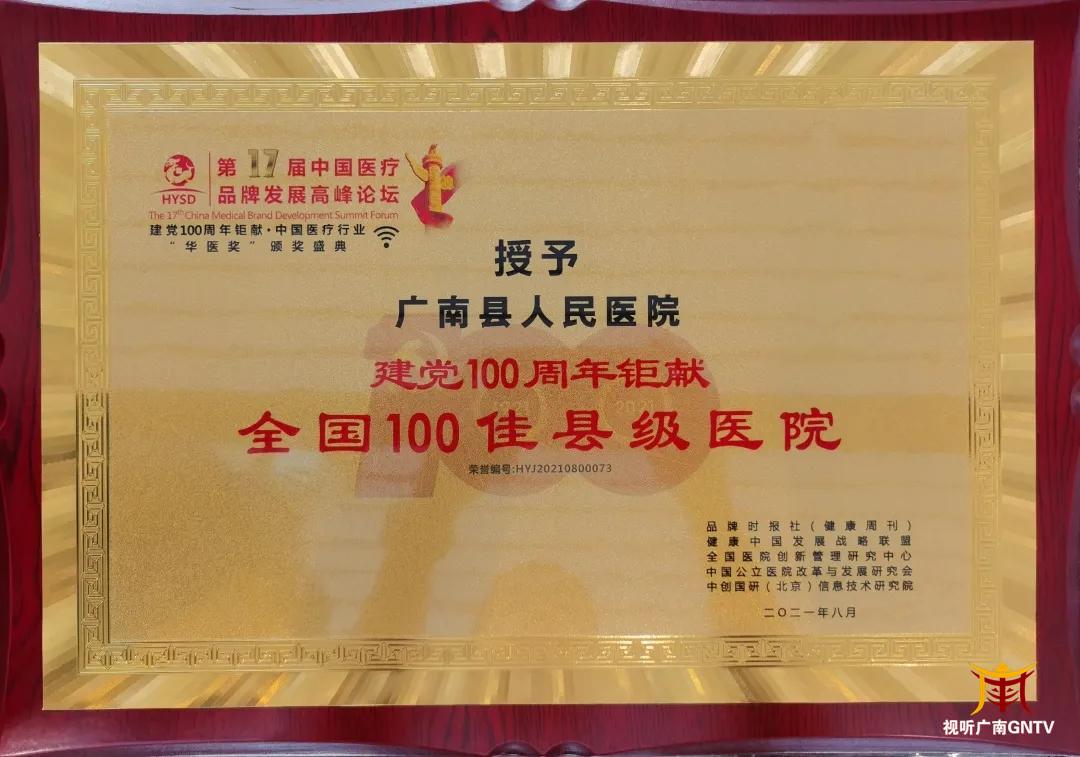 HYSD
第17届中国医疗
品牌发展高峰论坛
The 17th China Medical Brand Development Summit Forum
建党100周年钜献·中国医疗行业
“华医奖”颁奖盛典
授予
广南县人民医院
建党100周年钜献
全国100佳县级医院
荣誉编号:HYJ20210800073
品牌时报社(健康周刊)
健康中国发展战略联盟
全国医院创新管理研究中心
中国公立医院改革与发展研究会
中创国研(北京)信息技术研究院
二〇二一年八月
视听广南GNTV